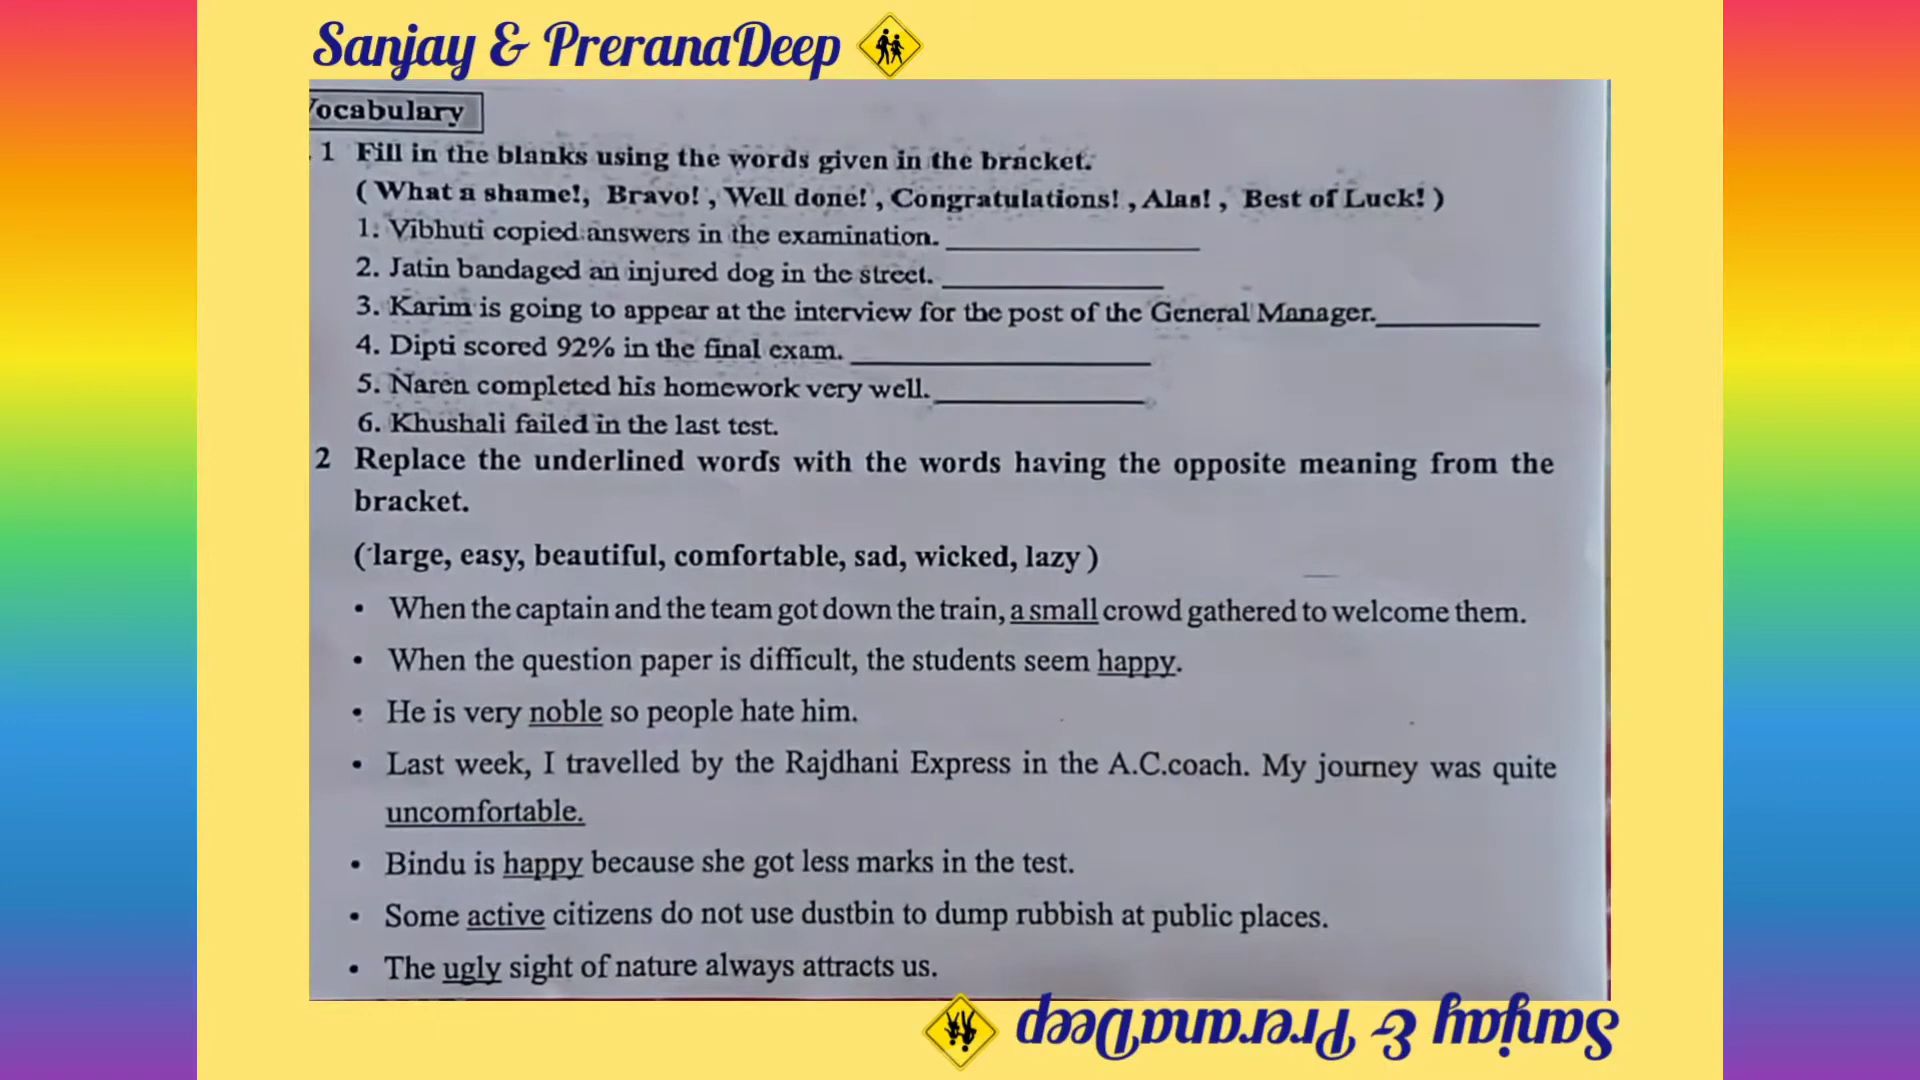 Sanjay & PreranaDeep
Vocabulary
1 Fill in the blanks using the words given in the bracket.
( What a shame!, Bravo! , Well done! , Congratulations! , Alas! , Best of Luck! )
1. Vibhuti copied answers in the examination. ____________
2. Jatin bandaged an injured dog in the street. ____________
3. Karim is going to appear at the interview for the post of the General Manager.____________
4. Dipti scored 92% in the final exam. ____________
5. Naren completed his homework very well. ____________
6. Khushali failed in the last test.
2 Replace the underlined words with the words having the opposite meaning from the
bracket.
( large, easy, beautiful, comfortable, sad, wicked, lazy )
• When the captain and the team got down the train, a small crowd gathered to welcome them.
• When the question paper is difficult, the students seem happy.
• He is very noble so people hate him.
• Last week, I travelled by the Rajdhani Express in the A.C.coach. My journey was quite
uncomfortable.
• Bindu is happy because she got less marks in the test.
• Some active citizens do not use dustbin to dump rubbish at public places.
• The ugly sight of nature always attracts us.
Sanjay & PreranaDeep